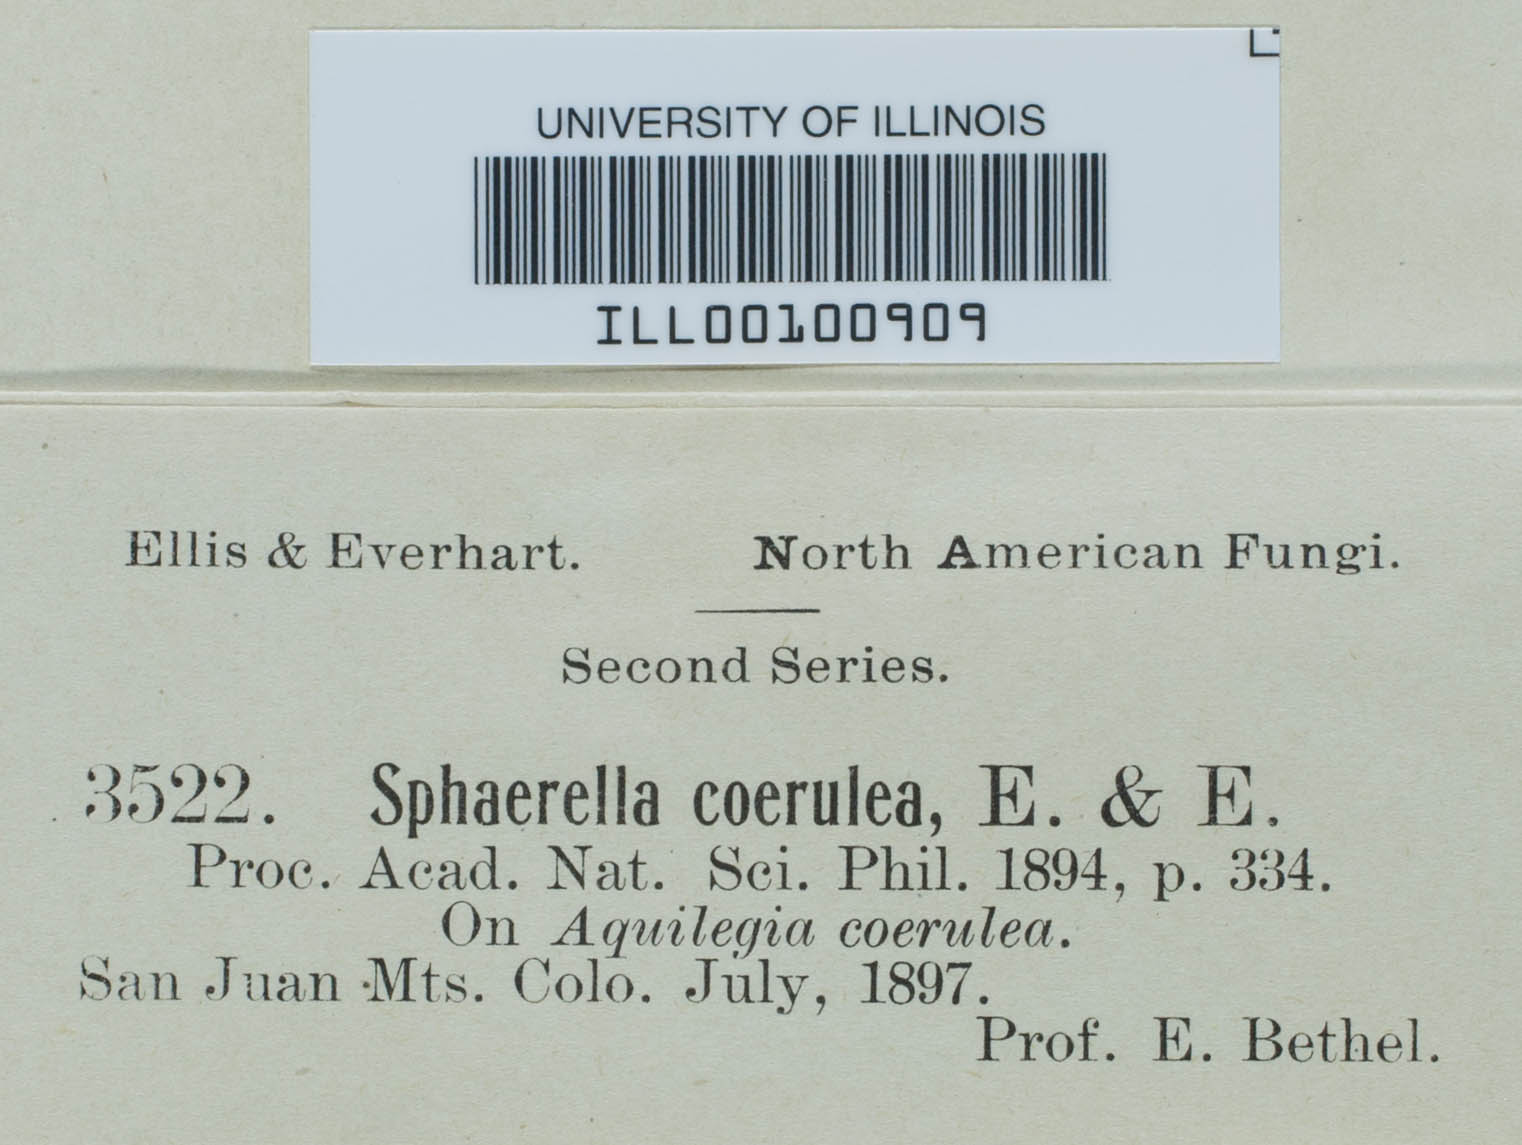 UNIVERSITY OF ILLINOIS
ILL00100909
Ellis & Everhart. North American Fungi.
Second Series.
3522. Sphaerella coerulea, E. & E.
Proc. Acad. Nat. Sci. Phil. 1894, p. 334.
On Aquilegia coerulea.
San Juan Mts. Colo. July, 1897.
Prof. E. Bethel.